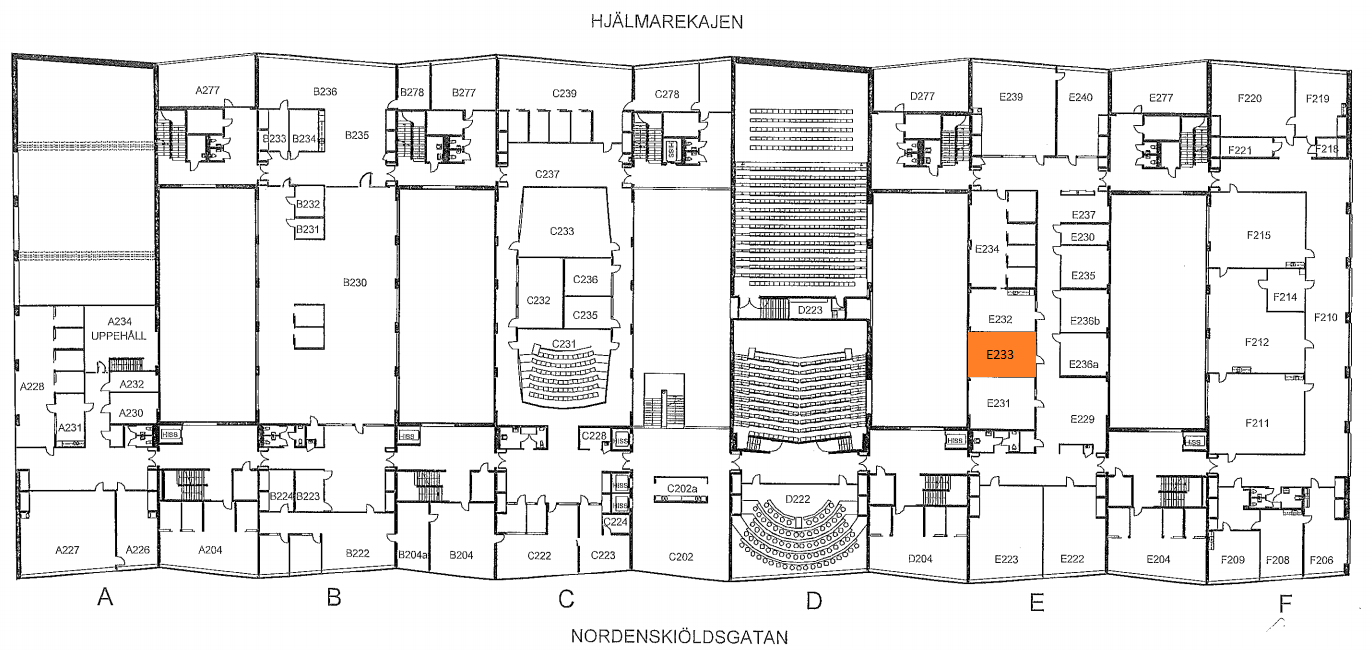 HJÄLMAREKAJEN
A277
B236
B278
B277
C239
C278
D277
E239
E240
E277
F220
F219
B233
B234
B235
HISS
F221
F218
C237
B232
B231
C233
E234
E237
E230
F215
B230
C236
C232
C235
E235
F214
F210
A234
UPPEHÅLL
D223
E232
E236b
C231
E233
F212
E236a
A228
A232
A230
A231
E231
E229
F211
HISS
HISS
C228
HISS
HISS
HISS
B224
B223
HISS
HISS
C224
C202a
D222
A227
A226
A204
B222
B204a
B204
C222
C223
C202
D204
E223
E222
E204
F209
F208
F206
A
B
C
D
E
F
NORDENSKIÖLDSGATAN